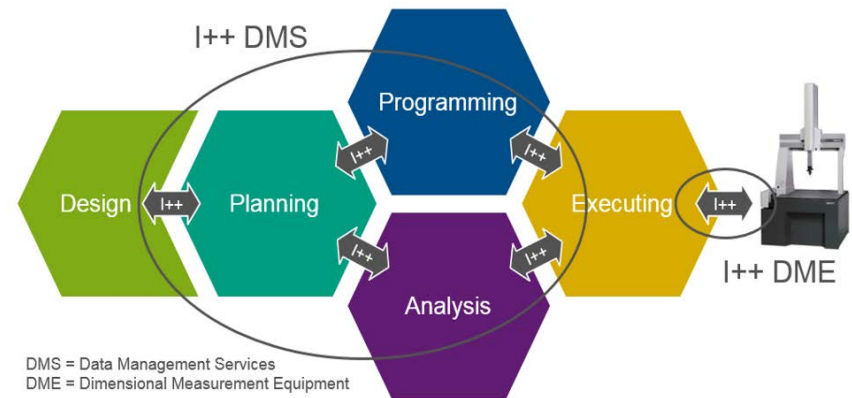 I++ DMS
Programming
I++
I++
Design
I++
Planning
Executing
I++
I++
I++
I++ DME
Analysis
DMS = Data Management Services
DME = Dimensional Measurement Equipment